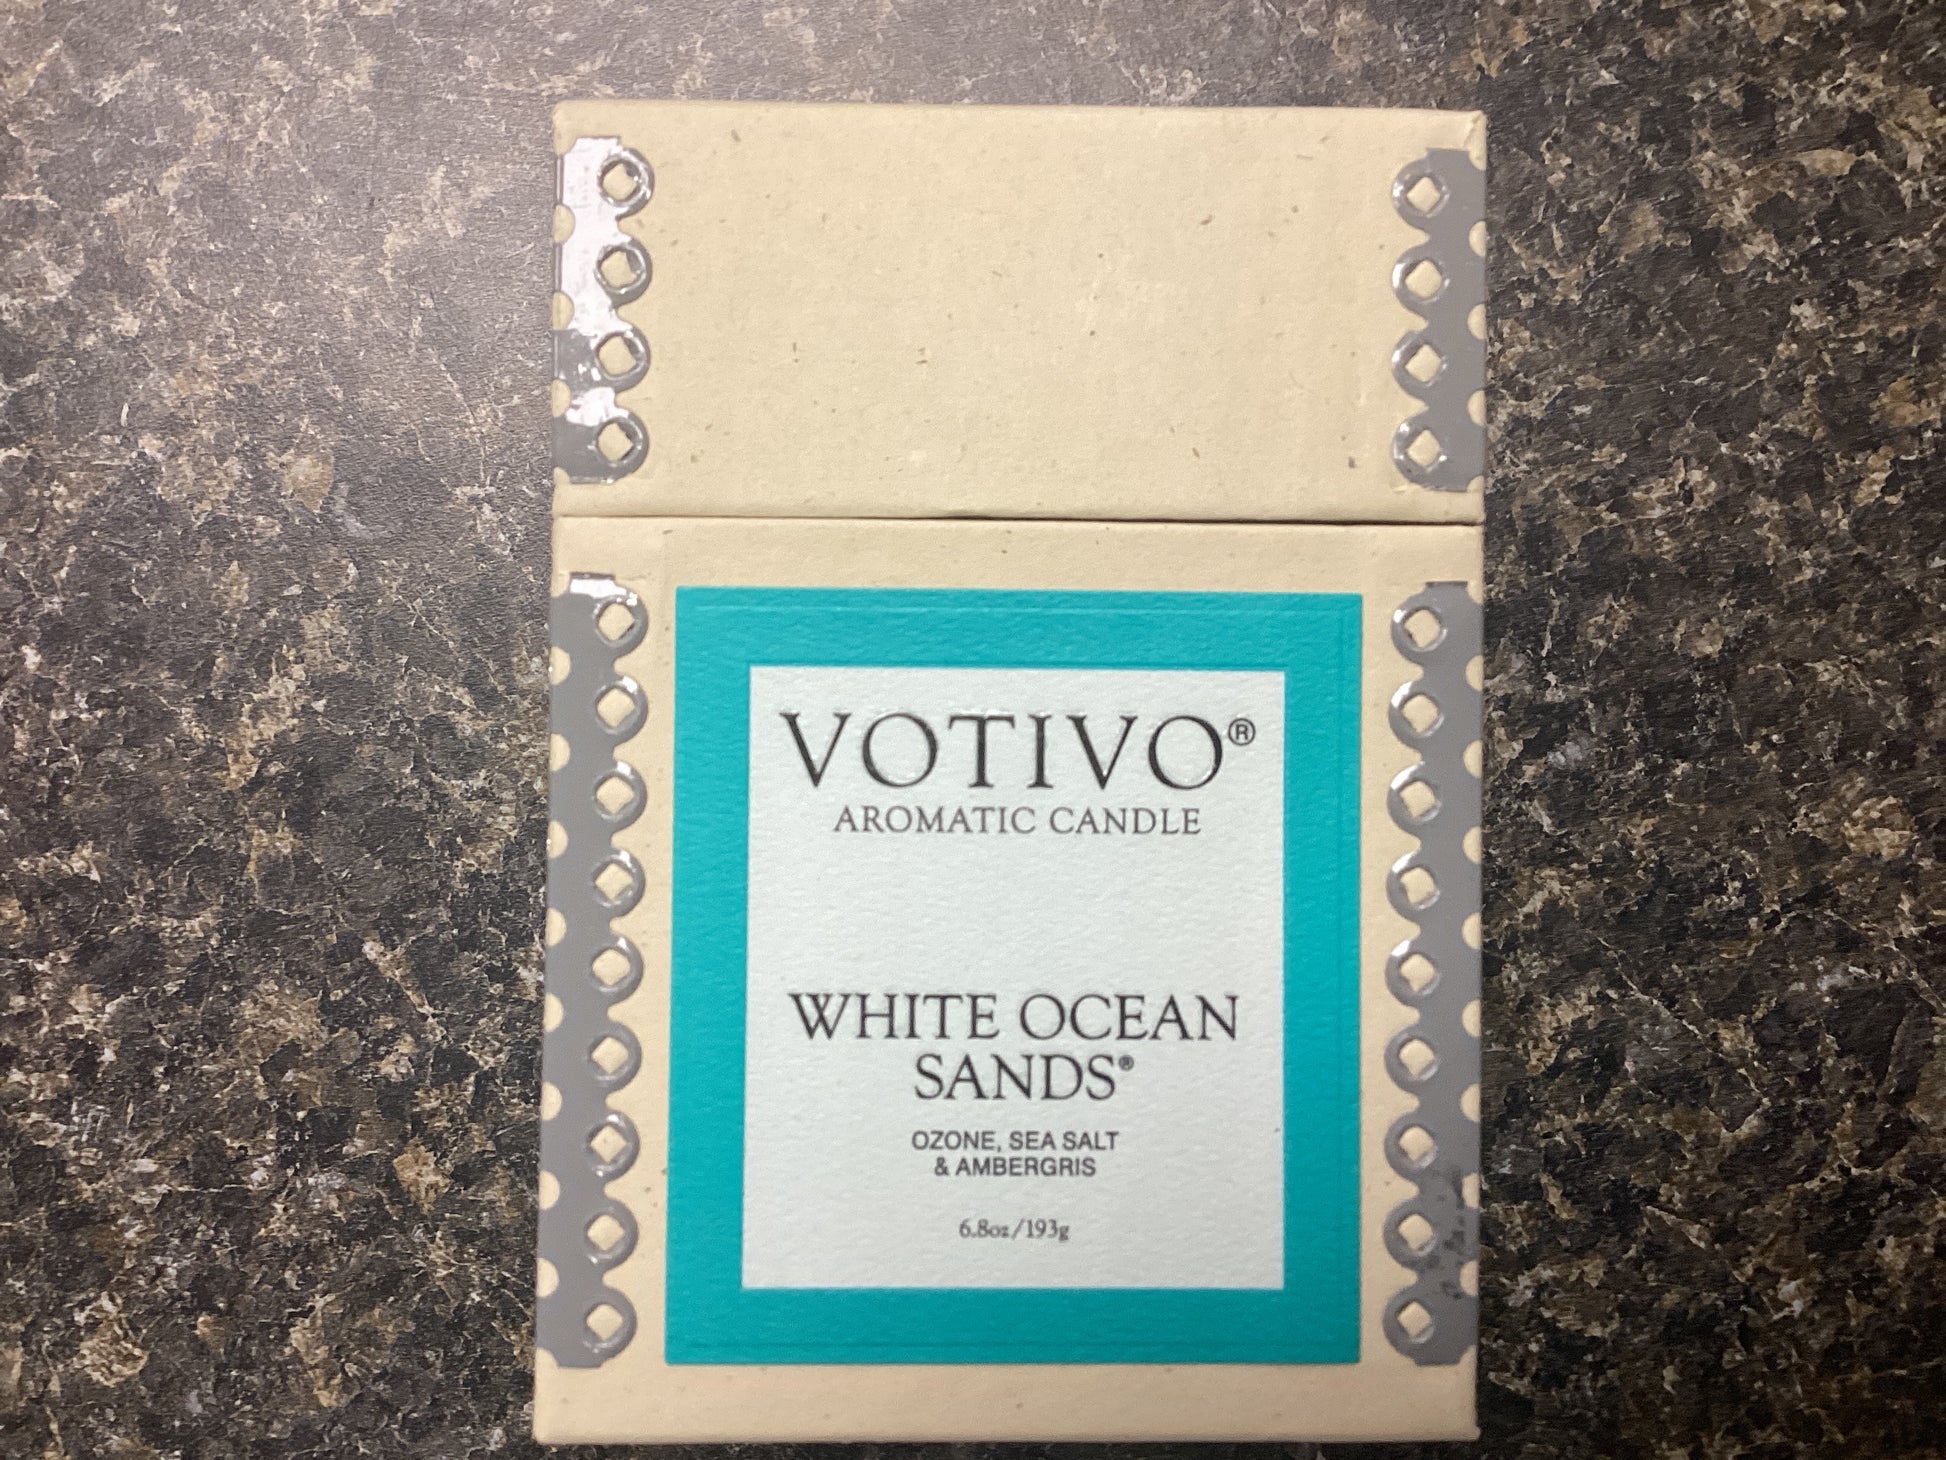 VOTIVO®
AROMATIC CANDLE
WHITE OCEAN
SANDS®
OZONE, SEA SALT
& AMBERGRIS
6.8oz/193g